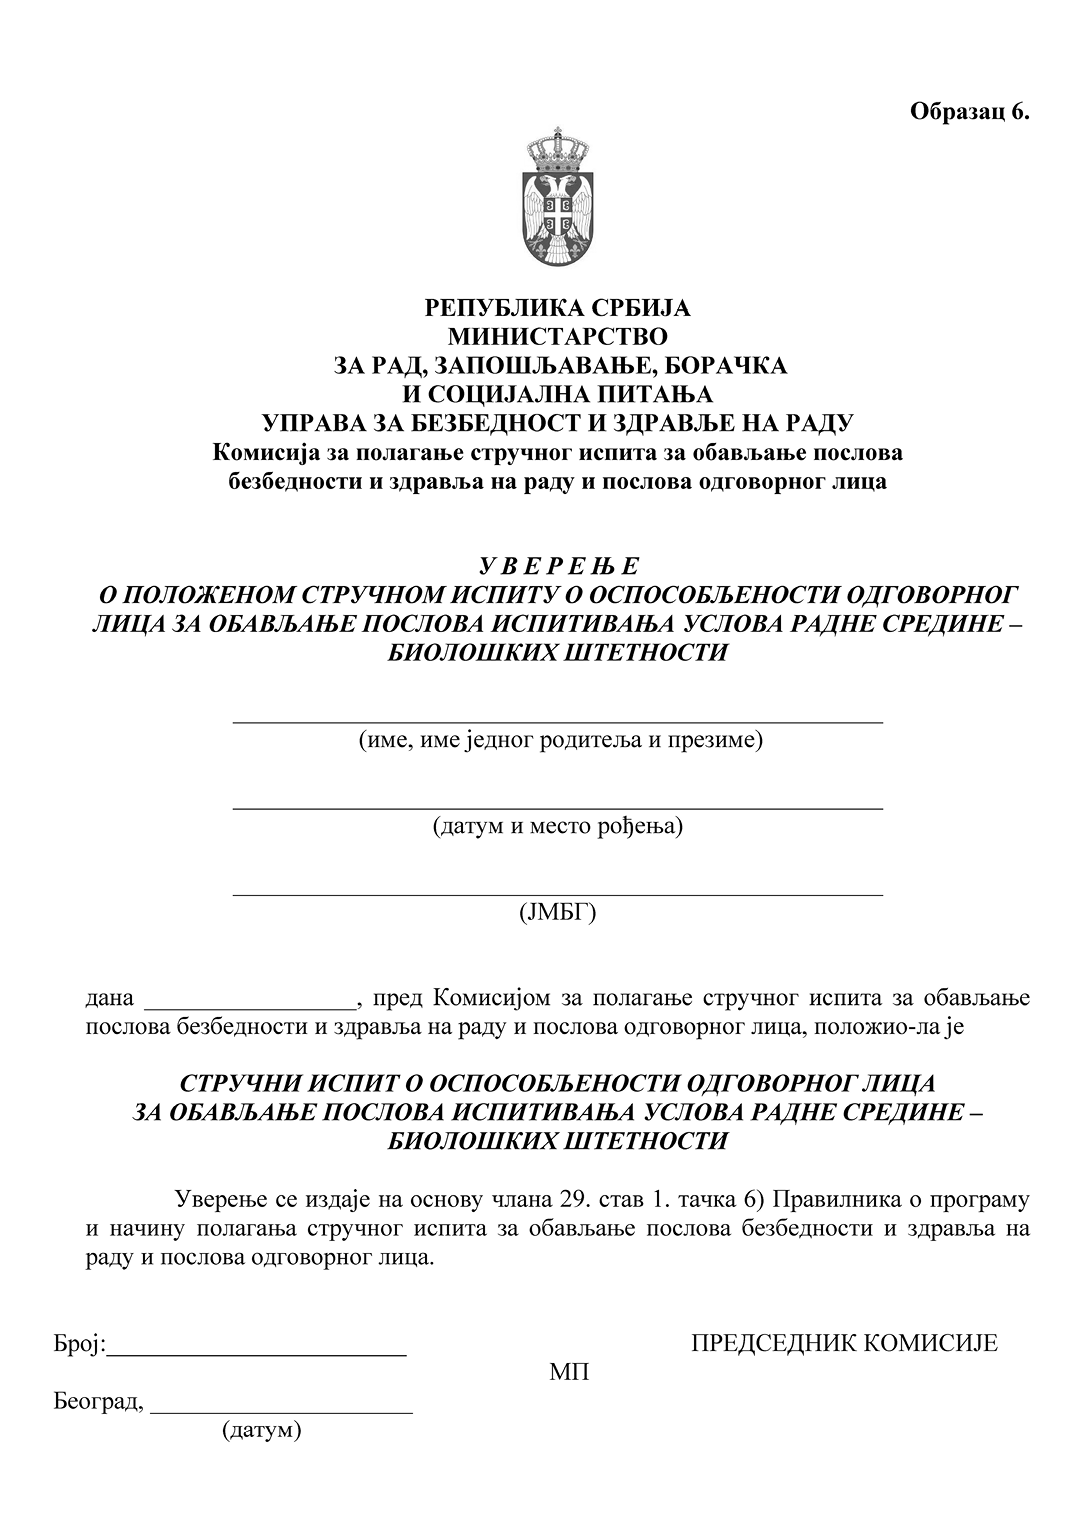 Образац 6.
РЕПУБЛИКА СРБИЈА
МИНИСТАРСТВО
ЗА РАД, ЗАПОШЉАВАЊЕ, БОРАЧКА
И СОЦИЈАЛНА ПИТАЊА
УПРАВА ЗА БЕЗБЕДНОСТ И ЗДРАВЉЕ НА РАДУ
Комисија за полагање стручног испита за обављање послова
безбедности и здравља на раду и послова одговорног лица
У В Е Р Е Њ Е
О ПОЛОЖЕНОМ СТРУЧНОМ ИСПИТУ О ОСПОСОБЉЕНОСТИ ОДГОВОРНОГ
ЛИЦА ЗА ОБАВЉАЊЕ ПОСЛОВА ИСПИТИВАЊА УСЛОВА РАДНЕ СРЕДИНЕ –
БИОЛОШКИХ ШТЕТНОСТИ
(име, име једног родитеља и презиме)
(датум и место рођења)
(ЈМБГ)
дана _________________, пред Комисијом за полагање стручног испита за обављање
послова безбедности и здравља на раду и послова одговорног лица, положио-ла је
СТРУЧНИ ИСПИТ О ОСПОСОБЉЕНОСТИ ОДГОВОРНОГ ЛИЦА
ЗА ОБАВЉАЊЕ ПОСЛОВА ИСПИТИВАЊА УСЛОВА РАДНЕ СРЕДИНЕ –
БИОЛОШКИХ ШТЕТНОСТИ
Уверење се издаје на основу члана 29. став 1. тачка 6) Правилника о програму
и начину полагања стручног испита за обављање послова безбедности и здравља на
раду и послова одговорног лица.
Број:________________________ ПРЕДСЕДНИК КОМИСИЈЕ
МП
Београд, _____________________
(датум)